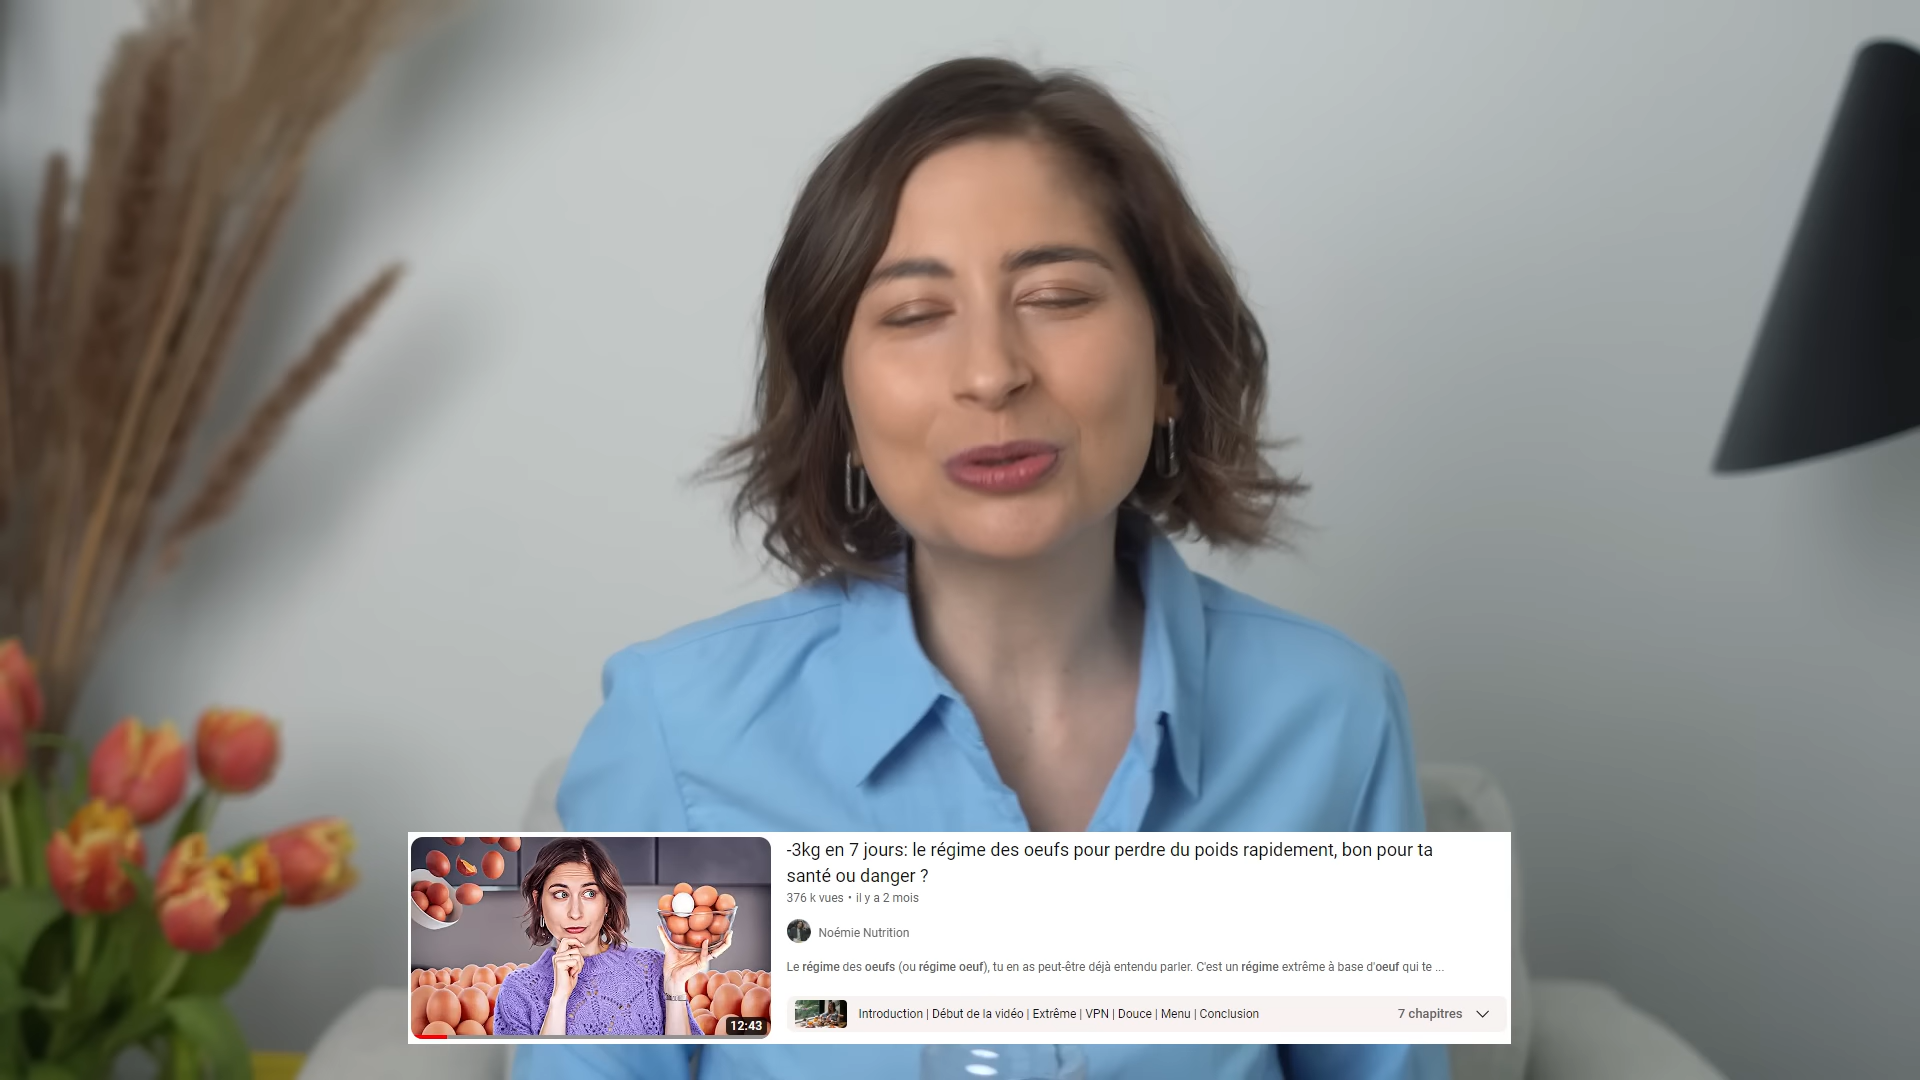 -3kg en 7 jours: le régime des oeufs pour perdre du poids rapidement, bon pour ta
santé ou danger ?
376 k vues • il y a 2 mois
Noémie Nutrition
Le régime des oeufs (ou régime oeuf), tu en as peut-être déjà entendu parler. C'est un régime extrême à base d'oeuf qui te ...
12:43
Introduction | Début de la vidéo | Extrême | VPN | Douce | Menu | Conclusion
7 chapitres